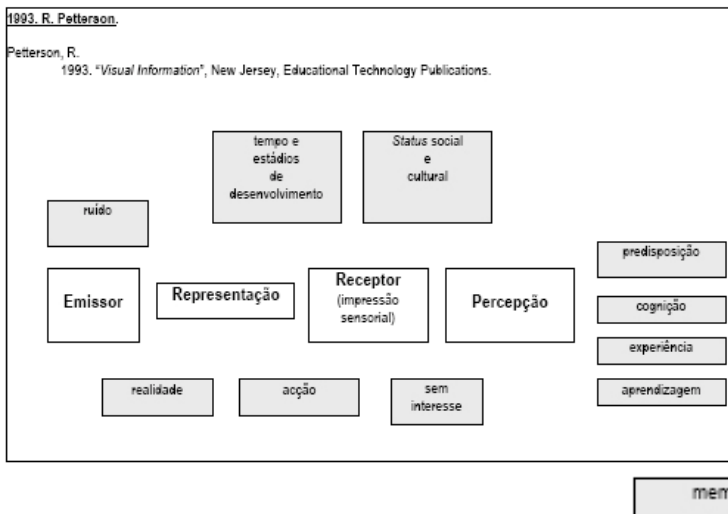 1993. R. Petterson.
Petterson, R.
1993. "Visual Information", New Jersey, Educational Technology Publications.
tempo e
estádios
de
desenvolvimento
Status social
e
cultural
ruído
predisposição
Emissor
Representação
Receptor
(impressão
sensorial)
Percepção
cognição
experiência
realidade
acção
sem
interesse
aprendizagem